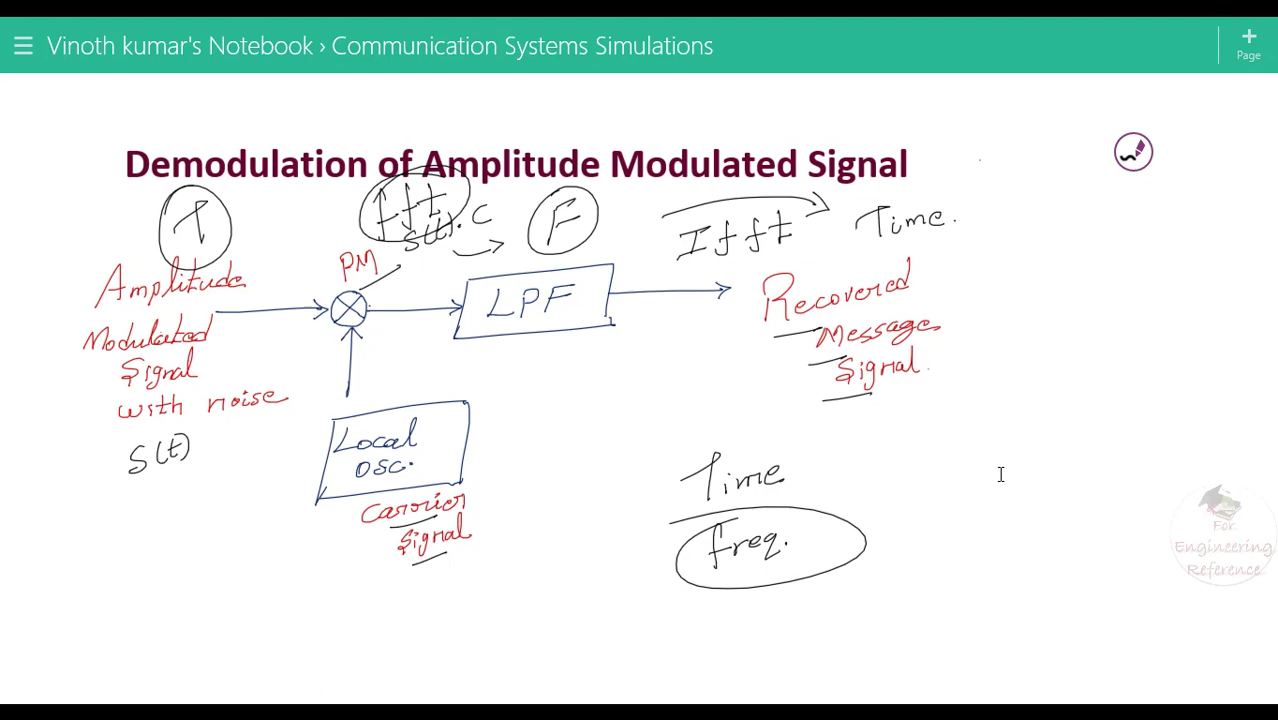 Vinoth kumar's Notebook › Communication Systems Simulations
Page
Demodulation of Amplitude Modulated Signal
T
fft
S(t). C
F
Ifft
Time.
Amplitude
Modulated
Signal
with noise
S(t)
PM
LPF
Recovered
Message
Signal.
Local
osc.
Carrier
Signal
Time
freq.
For
Engineering
Reference